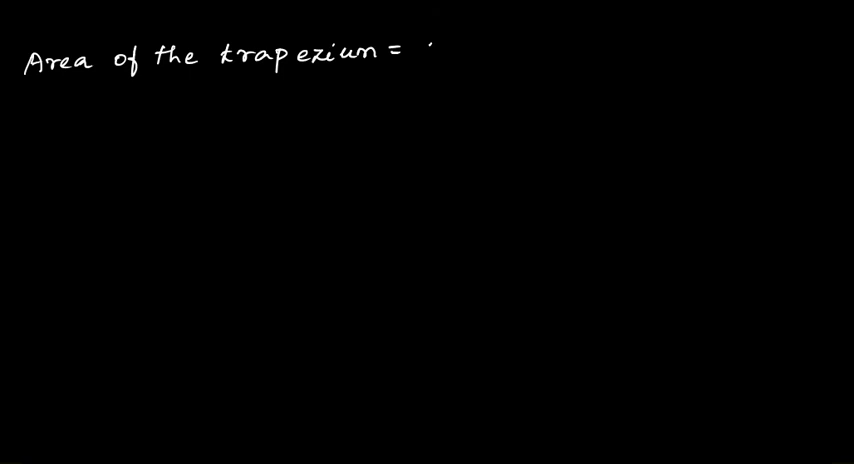 Area of the trapezium =